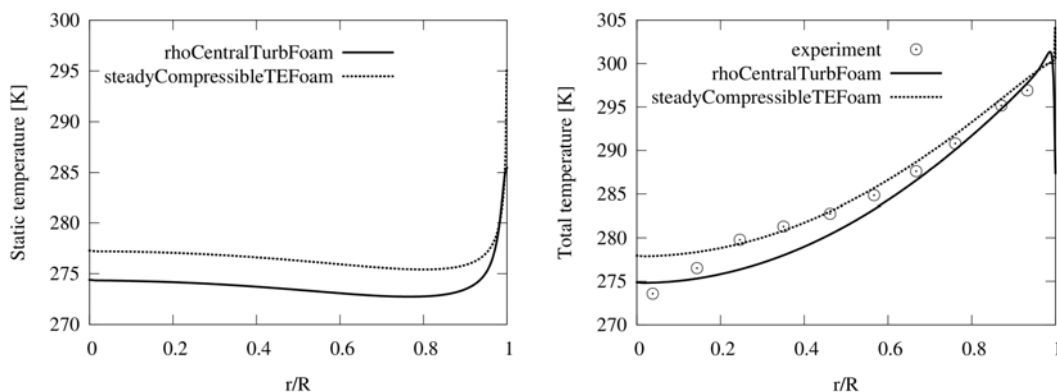 300
295
290
285
280
275
270
Static temperature [K]
rhoCentralTurbFoam
steadyCompressibleTEFoam
0 0.2 0.4 0.6 0.8 1
r/R
305
300
295
290
285
280
275
270
Total temperature [K]
experiment
rhoCentralTurbFoam
steadyCompressibleTEFoam
0 0.2 0.4 0.6 0.8 1
r/R